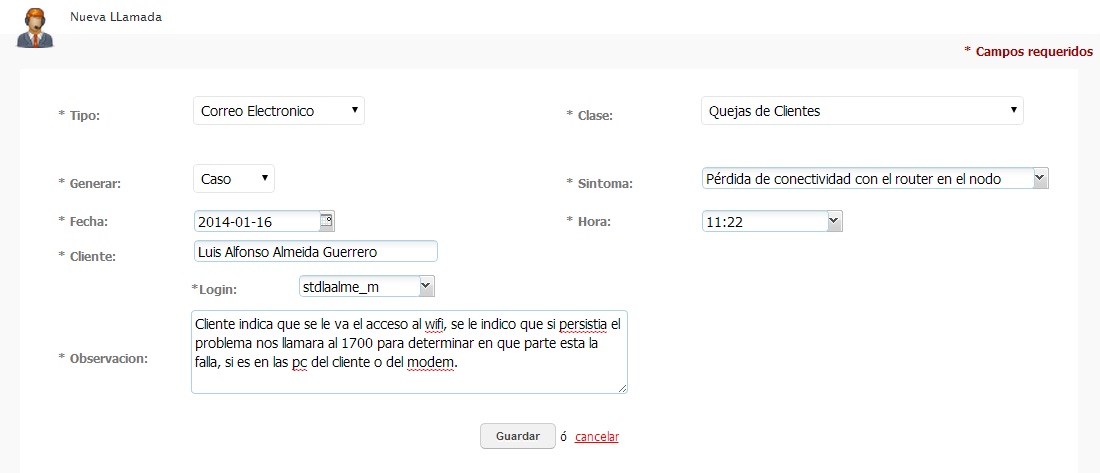 Nueva LLamada
* Campos requeridos
* Tipo: Correo Electronico * Clase: Quejas de Clientes
* Generar: Caso * Sintoma: Pérdida de conectividad con el router en el nodo
* Fecha: 2014-01-16 * Hora: 11:22
* Cliente: Luis Alfonso Almeida Guerrero
*Login: stdlaalme_m
* Observacion:
Cliente indica que se le va el acceso al wifi, se le indico que si persistia el
problema nos llamara al 1700 para determinar en que parte esta la
falla, si es en las pc del cliente o del modem.
Guardar ó cancelar